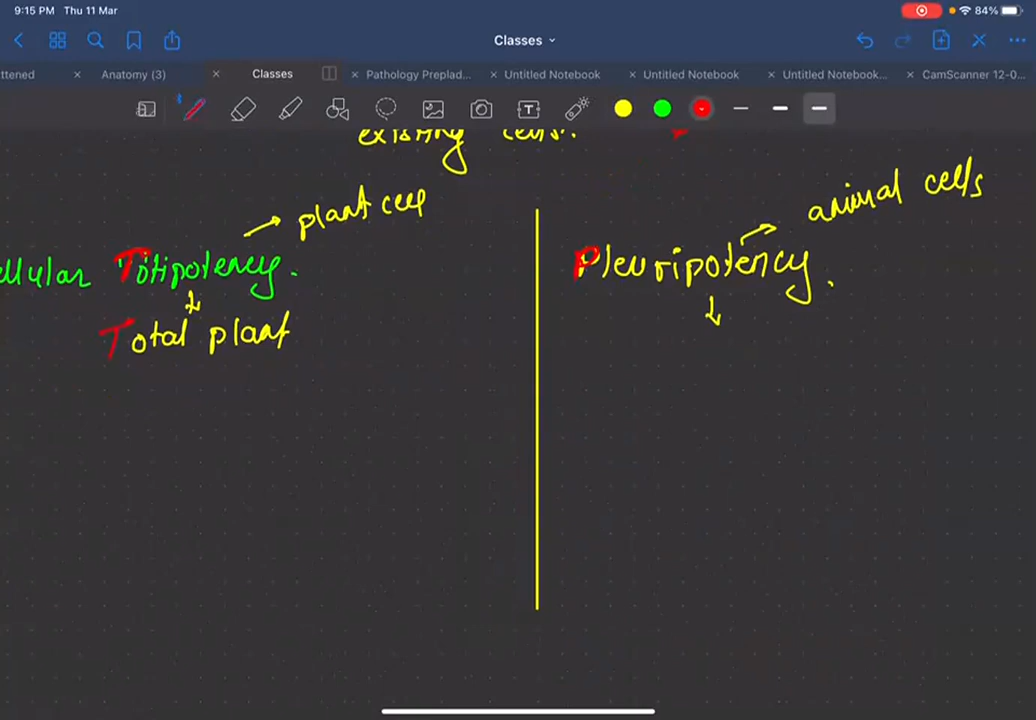 9:15 PM Thu 11 Mar
84%
Classes
ttened
Anatomy (3)
Classes
Pathology Preplad...
Untitled Notebook
Untitled Notebook
Untitled Notebook...
CamScanner 12-0...
existing cells.
plant cell
animal cells
ellular Totipotency.
Pleuripotency.
Total plant